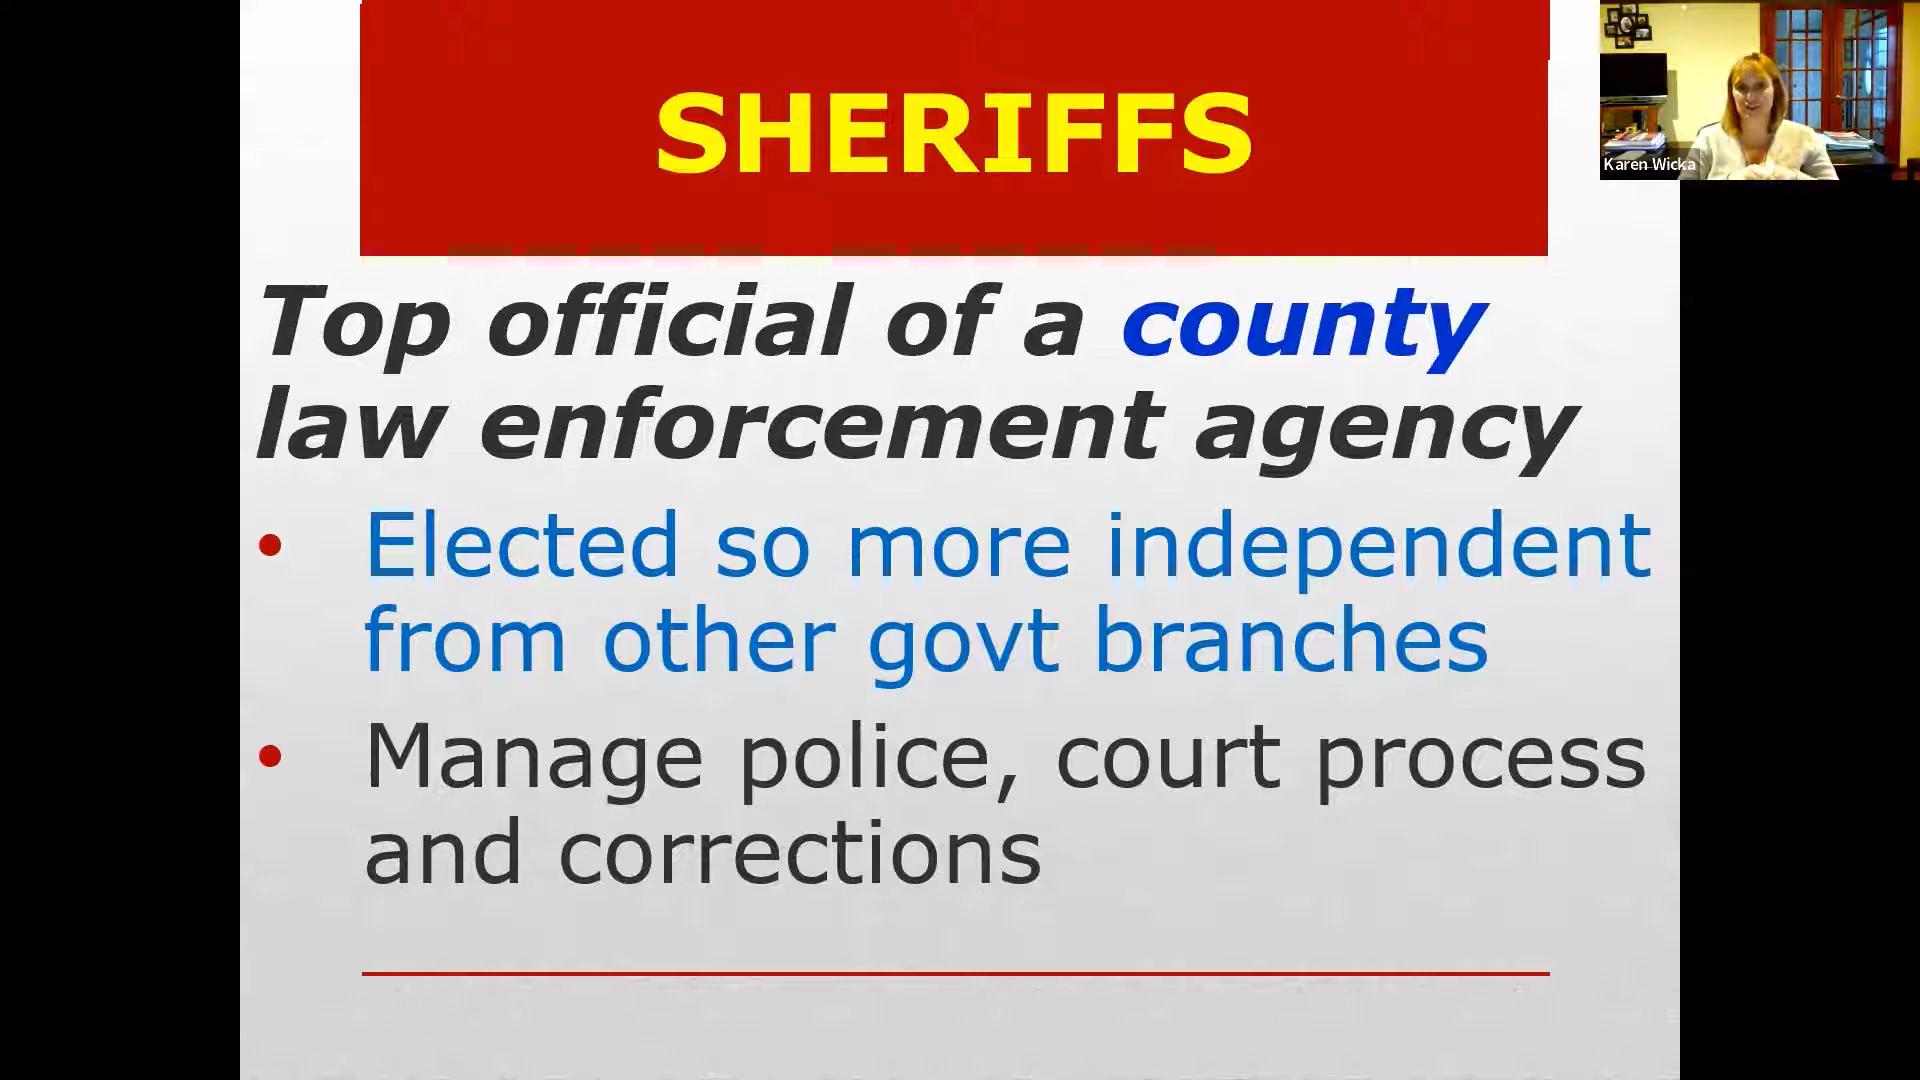 SHERIFFS
Top official of a county
law enforcement agency
• Elected so more independent
from other govt branches
• Manage police, court process
and corrections
Karen Wicka